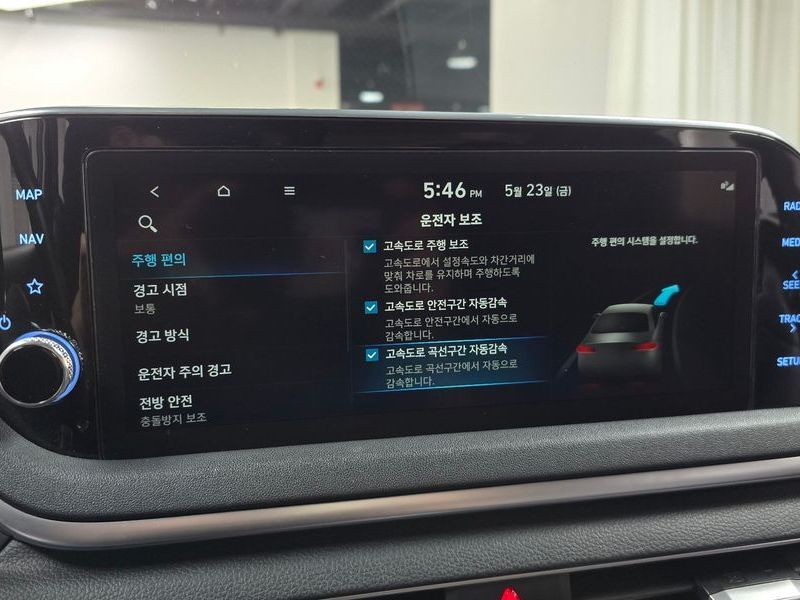 MAP
NAV
5:46 PM 5월 23일 (금)
운전자 보조
주행 편의
경고 시점
보통
경고 방식
운전자 주의 경고
전방 안전
충돌방지 보조
고속도로 주행 보조
고속도로에서 설정속도와 차간거리에
맞춰 차로를 유지하며 주행하도록
도와줍니다.
고속도로 안전구간 자동감속
고속도로 안전구간에서 자동으로
감속합니다.
고속도로 곡선구간 자동감속
고속도로 곡선구간에서 자동으로
감속합니다.
주행 편의 시스템을 설정합니다.
RAD
MED
SEE
TRAC
SETU